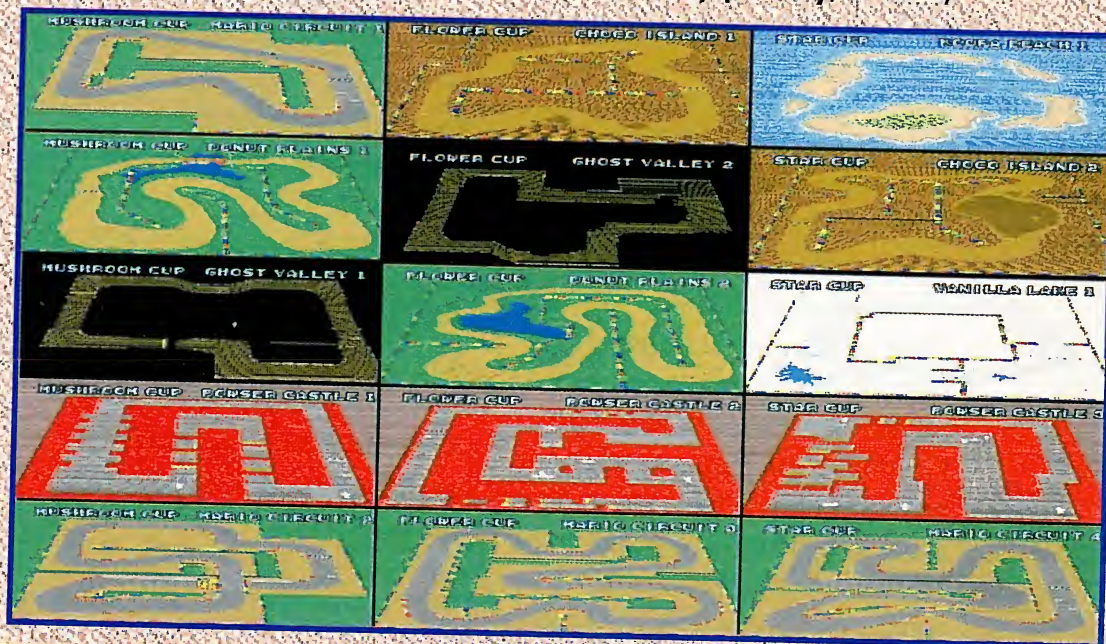 MUSHROOM CUP MARIO CIRCUIT 1
FLOWER CUP CHOCO ISLAND 1
STAR CUP KOOPA BEACH 1
MUSHROOM CUP DONUT PLAINS 1
FLOWER CUP GHOST VALLEY 2
STAR CUP CHOCO ISLAND 2
MUSHROOM CUP GHOST VALLEY 1
FLOWER CUP DONUT PLAINS 2
STAR CUP VANILLA LAKE 1
MUSHROOM CUP BOWSER CASTLE 1
FLOWER CUP BOWSER CASTLE 2
STAR CUP BOWSER CASTLE 3
MUSHROOM CUP MARIO CIRCUIT 2
FLOWER CUP MARIO CIRCUIT 3
STAR CUP MARIO CIRCUIT 4